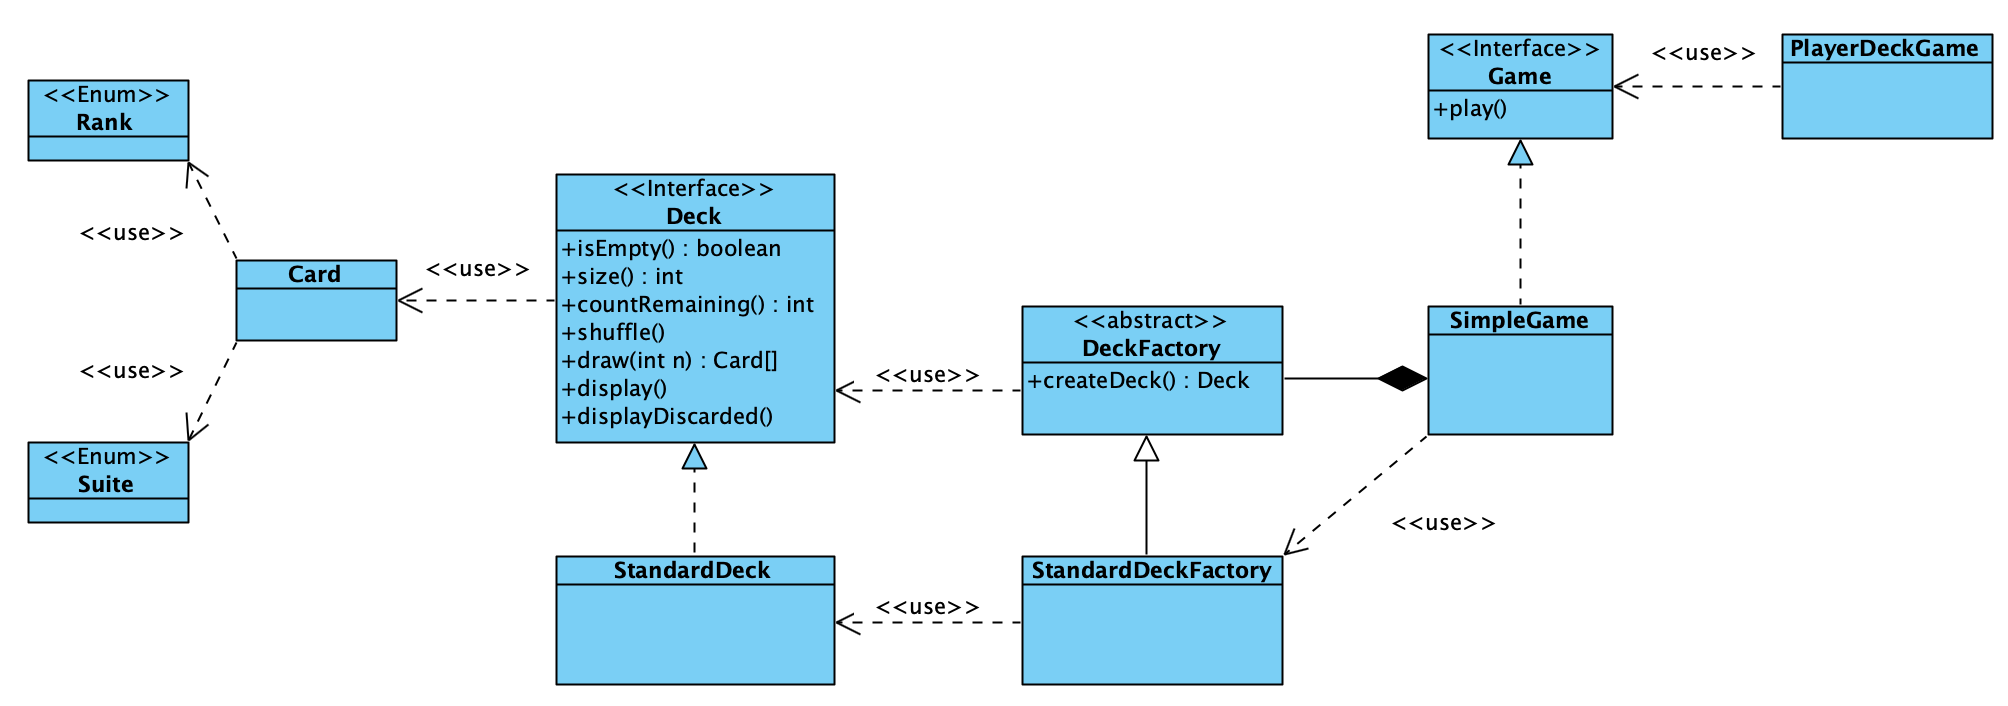 <<Enum>>
Rank
<<use>>
Card
<<use>>
<<Enum>>
Suite
<<use>>
<<Interface>>
Deck
+isEmpty() : boolean
+size() : int
+countRemaining() : int
+shuffle()
+draw(int n) : Card[]
+display()
+displayDiscarded()
StandardDeck
<<use>>
<<use>>
<<abstract>>
DeckFactory
+createDeck() : Deck
StandardDeckFactory
<<Interface>>
Game
+play()
<<use>>
PlayerDeckGame
SimpleGame
<<use>>